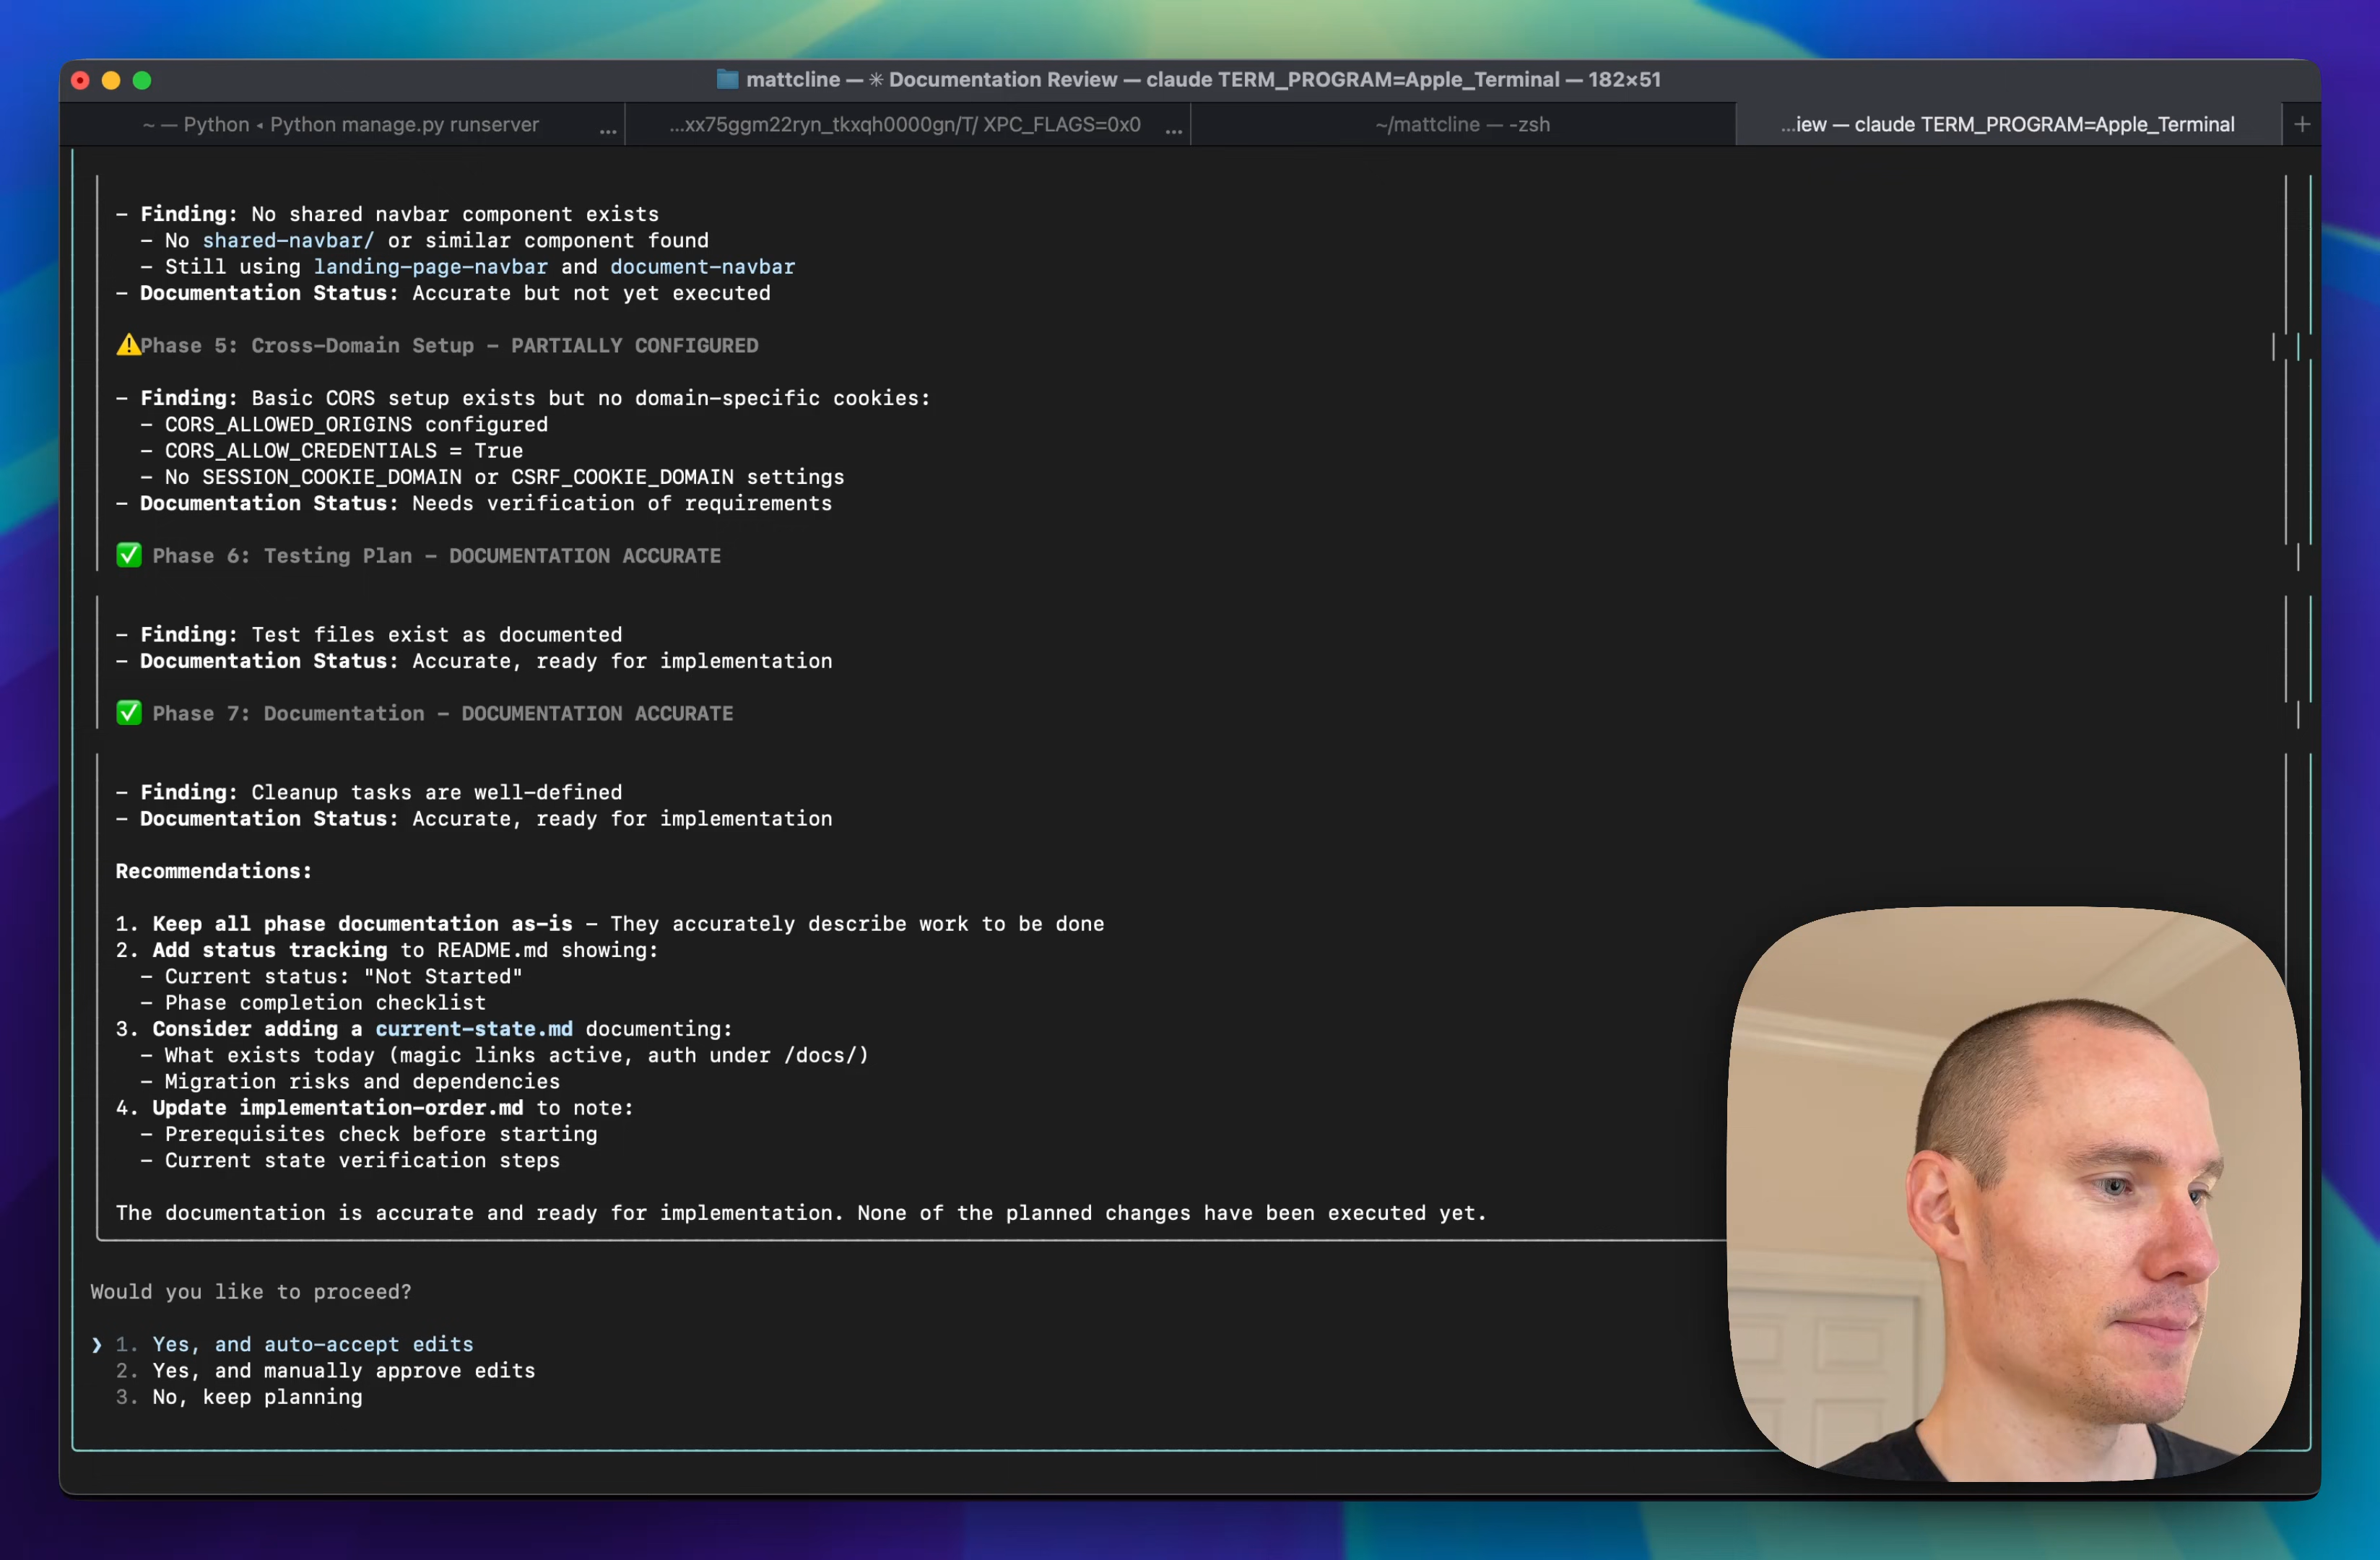 mattcline — ✳ Documentation Review — claude TERM_PROGRAM=Apple_Terminal — 182×51
~ — Python ◂ Python manage.py runserver ...
...xx75ggm22ryn_tkxqh0000gn/T/ XPC_FLAGS=0x0 ...
~/mattcline — -zsh
...iew — claude TERM_PROGRAM=Apple_Terminal +
- Finding: No shared navbar component exists
- No shared-navbar/ or similar component found
- Still using landing-page-navbar and document-navbar
- Documentation Status: Accurate but not yet executed
⚠️Phase 5: Cross-Domain Setup - PARTIALLY CONFIGURED
- Finding: Basic CORS setup exists but no domain-specific cookies:
- CORS_ALLOWED_ORIGINS configured
- CORS_ALLOW_CREDENTIALS = True
- No SESSION_COOKIE_DOMAIN or CSRF_COOKIE_DOMAIN settings
- Documentation Status: Needs verification of requirements
✅ Phase 6: Testing Plan - DOCUMENTATION ACCURATE
- Finding: Test files exist as documented
- Documentation Status: Accurate, ready for implementation
✅ Phase 7: Documentation - DOCUMENTATION ACCURATE
- Finding: Cleanup tasks are well-defined
- Documentation Status: Accurate, ready for implementation
Recommendations:
1. Keep all phase documentation as-is - They accurately describe work to be done
2. Add status tracking to README.md showing:
- Current status: "Not Started"
- Phase completion checklist
3. Consider adding a current-state.md documenting:
- What exists today (magic links active, auth under /docs/)
- Migration risks and dependencies
4. Update implementation-order.md to note:
- Prerequisites check before starting
- Current state verification steps
The documentation is accurate and ready for implementation. None of the planned changes have been executed yet.
Would you like to proceed?
❯ 1. Yes, and auto-accept edits
2. Yes, and manually approve edits
3. No, keep planning